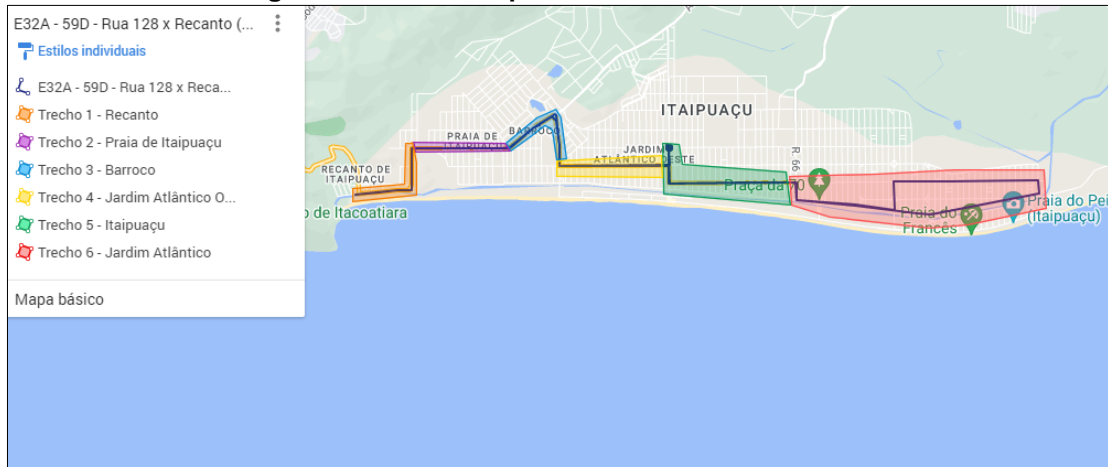 E32A - 59D - Rua 128 x Recanto (...
Estilos individuais
E32A - 59D - Rua 128 x Reca...
Trecho 1 - Recanto
Trecho 2 - Praia de Itaipuaçu
Trecho 3 - Barroco
Trecho 4 - Jardim Atlântico O...
Trecho 5 - Itaipuaçu
Trecho 6 - Jardim Atlântico
Mapa básico
ITAIPUAÇU
PRAIA DE
ITAIPUAÇU
BARROCO
JARDIM
ATLÂNTICO OESTE
R 66
RECANTO DE
ITAIPUAÇU
Praça da 70
o de Itacoatiara
Praia do
Francês
Praia do Pei
(Itaipuaçu)